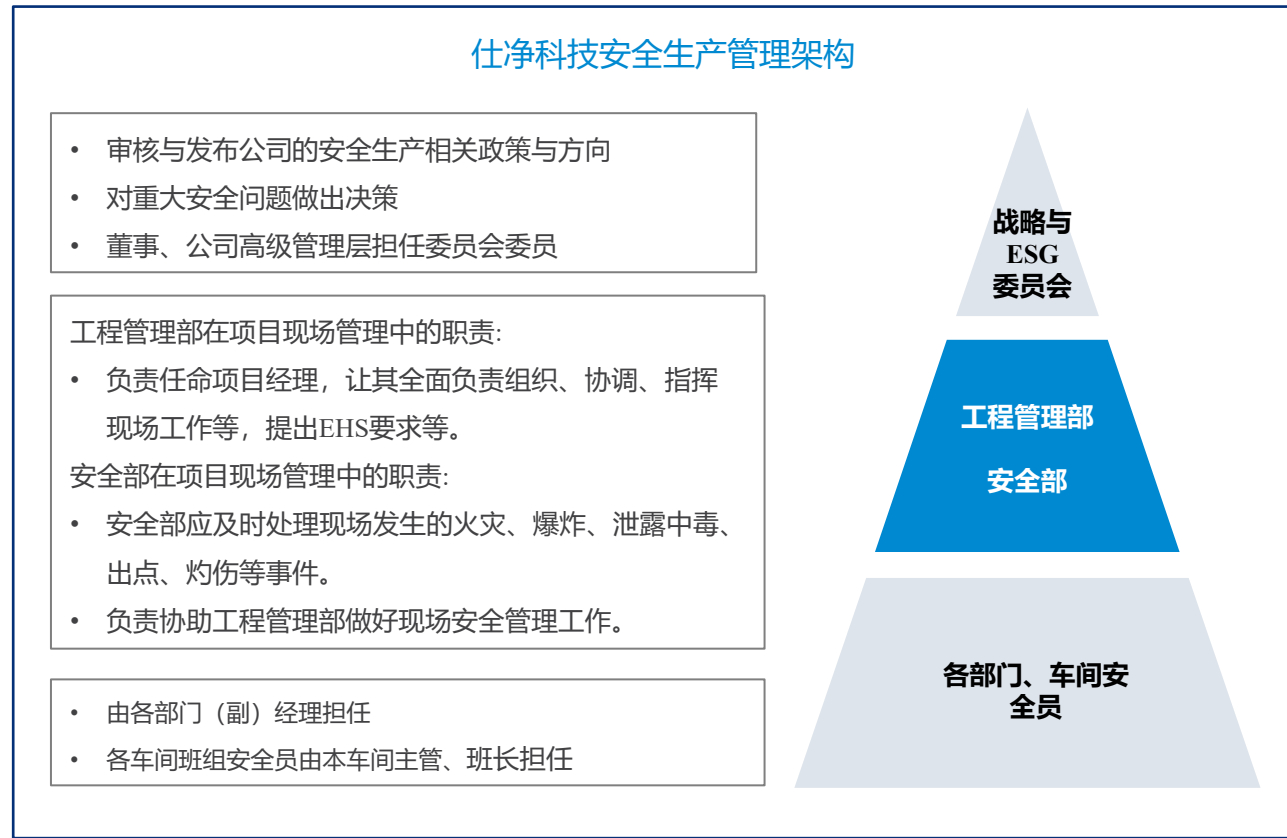 仕净科技安全生产管理架构
• 审核与发布公司的安全生产相关政策与方向
• 对重大安全问题做出决策
• 董事、公司高级管理层担任委员会委员
战略与
ESG
委员会
工程管理部在项目现场管理中的职责:
• 负责任命项目经理，让其全面负责组织、协调、指挥
现场工作等，提出EHS要求等。
安全部在项目现场管理中的职责:
• 安全部应及时处理现场发生的火灾、爆炸、泄露中毒、
出点、灼伤等事件。
• 负责协助工程管理部做好现场安全管理工作。
工程管理部
安全部
• 由各部门（副）经理担任
• 各车间班组安全员由本车间主管、班长担任
各部门、车间安
全员